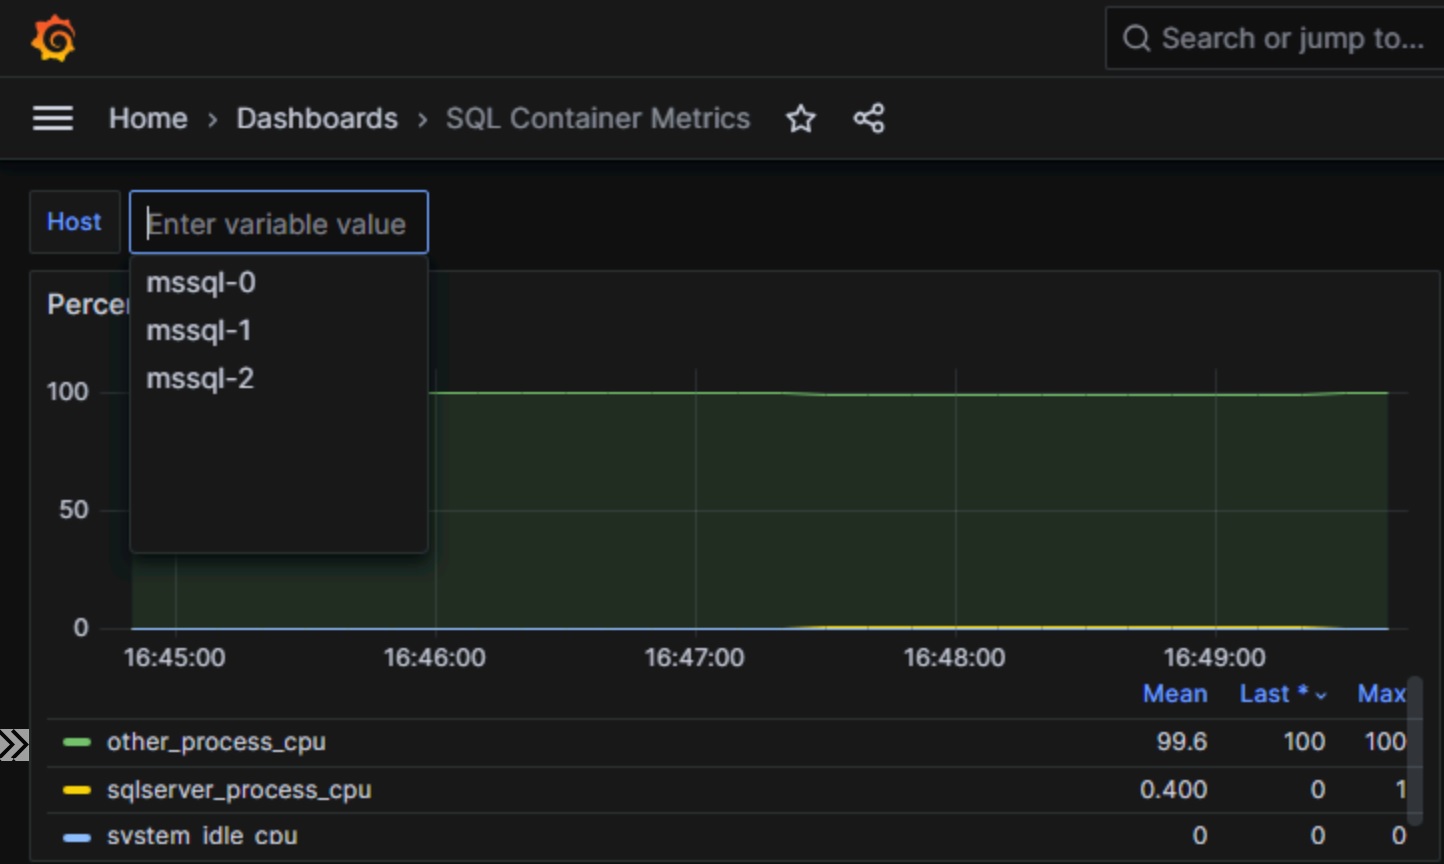 Search or jump to...
Home › Dashboards › SQL Container Metrics
Host
Enter variable value
mssql-0
mssql-1
mssql-2
100
50
0
16:45:00 16:46:00 16:47:00 16:48:00 16:49:00
Mean Last * Max
other_process_cpu 99.6 100 100
sqlserver_process_cpu 0.400 0 1
system_idle_cpu 0 0 0